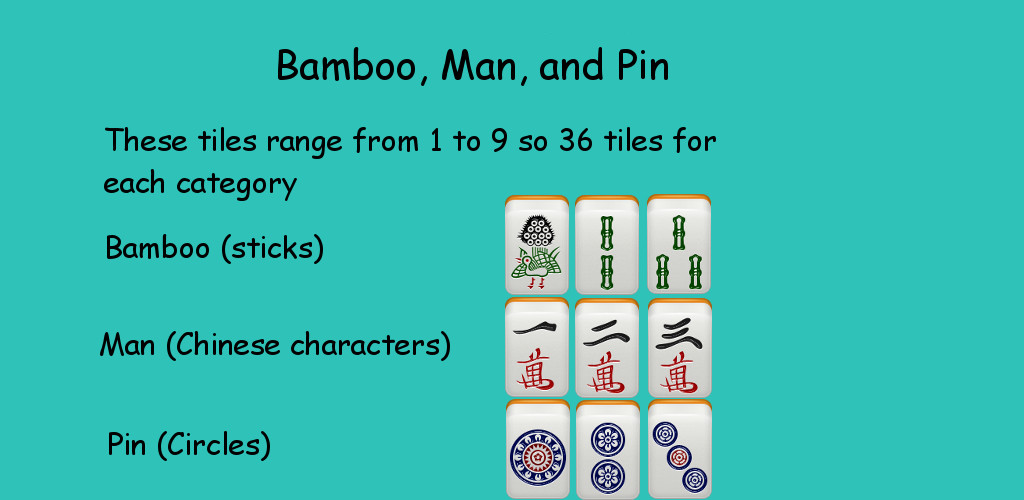 Bamboo, Man, and Pin
These tiles range from 1 to 9 so 36 tiles for
each category
Bamboo (sticks)
Man (Chinese characters)
一 二 三
萬 萬 萬
Pin (Circles)